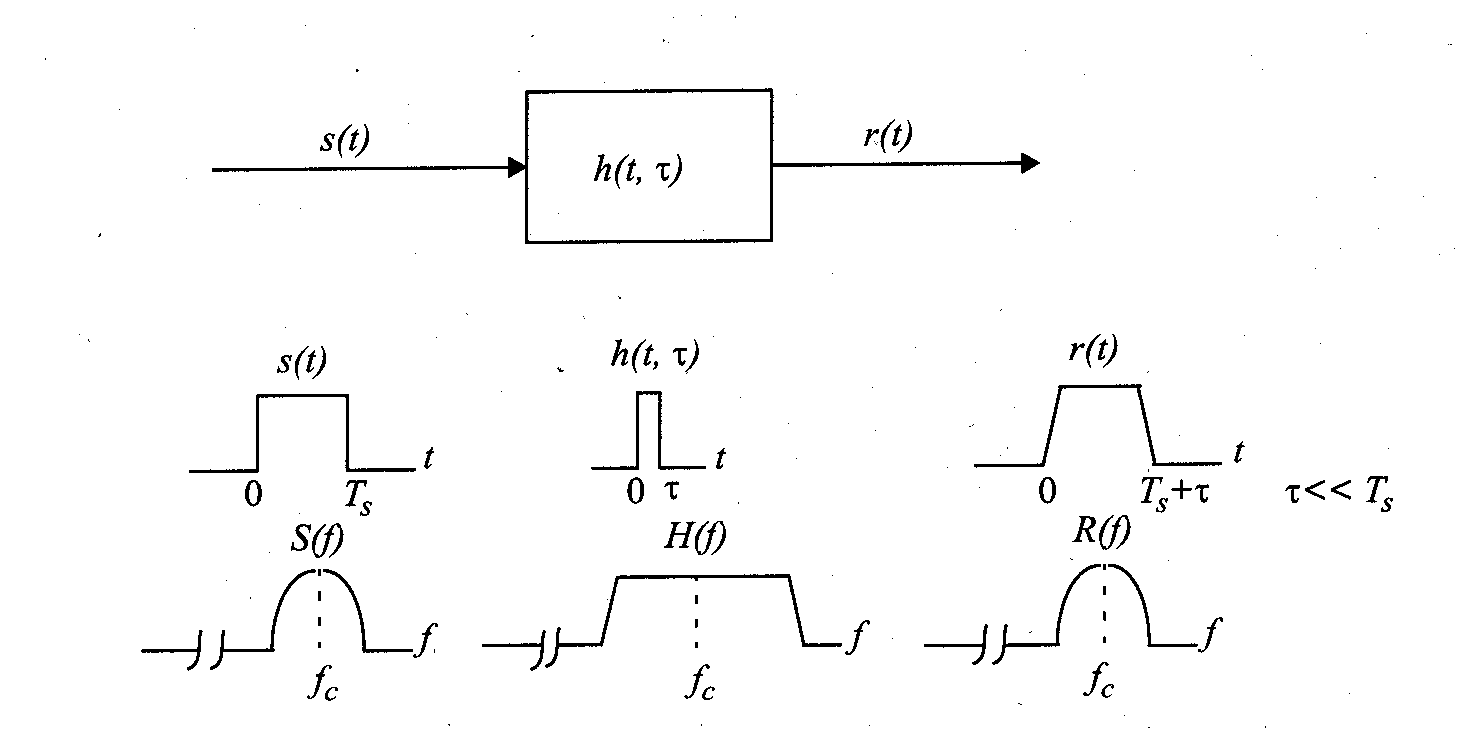 s(t) h(t, τ) r(t)
s(t) h(t, τ) r(t)
t t t
0 T_s 0 τ 0 T_s+τ τ<< T_s
S(f) H(f) R(f)
f f f
f_c f_c f_c